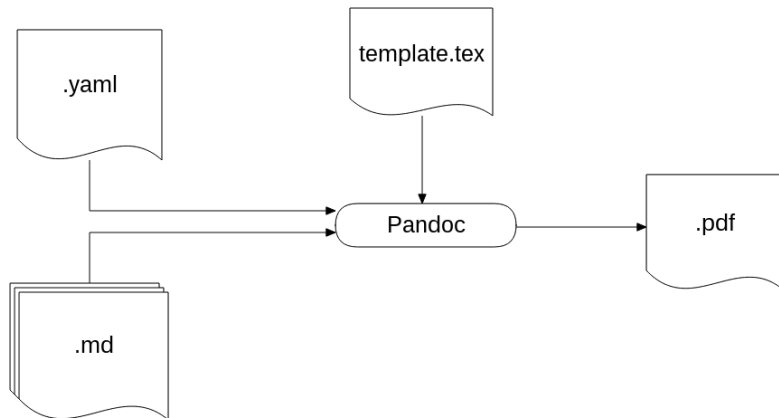 .yaml
template.tex
Pandoc
.pdf
.md